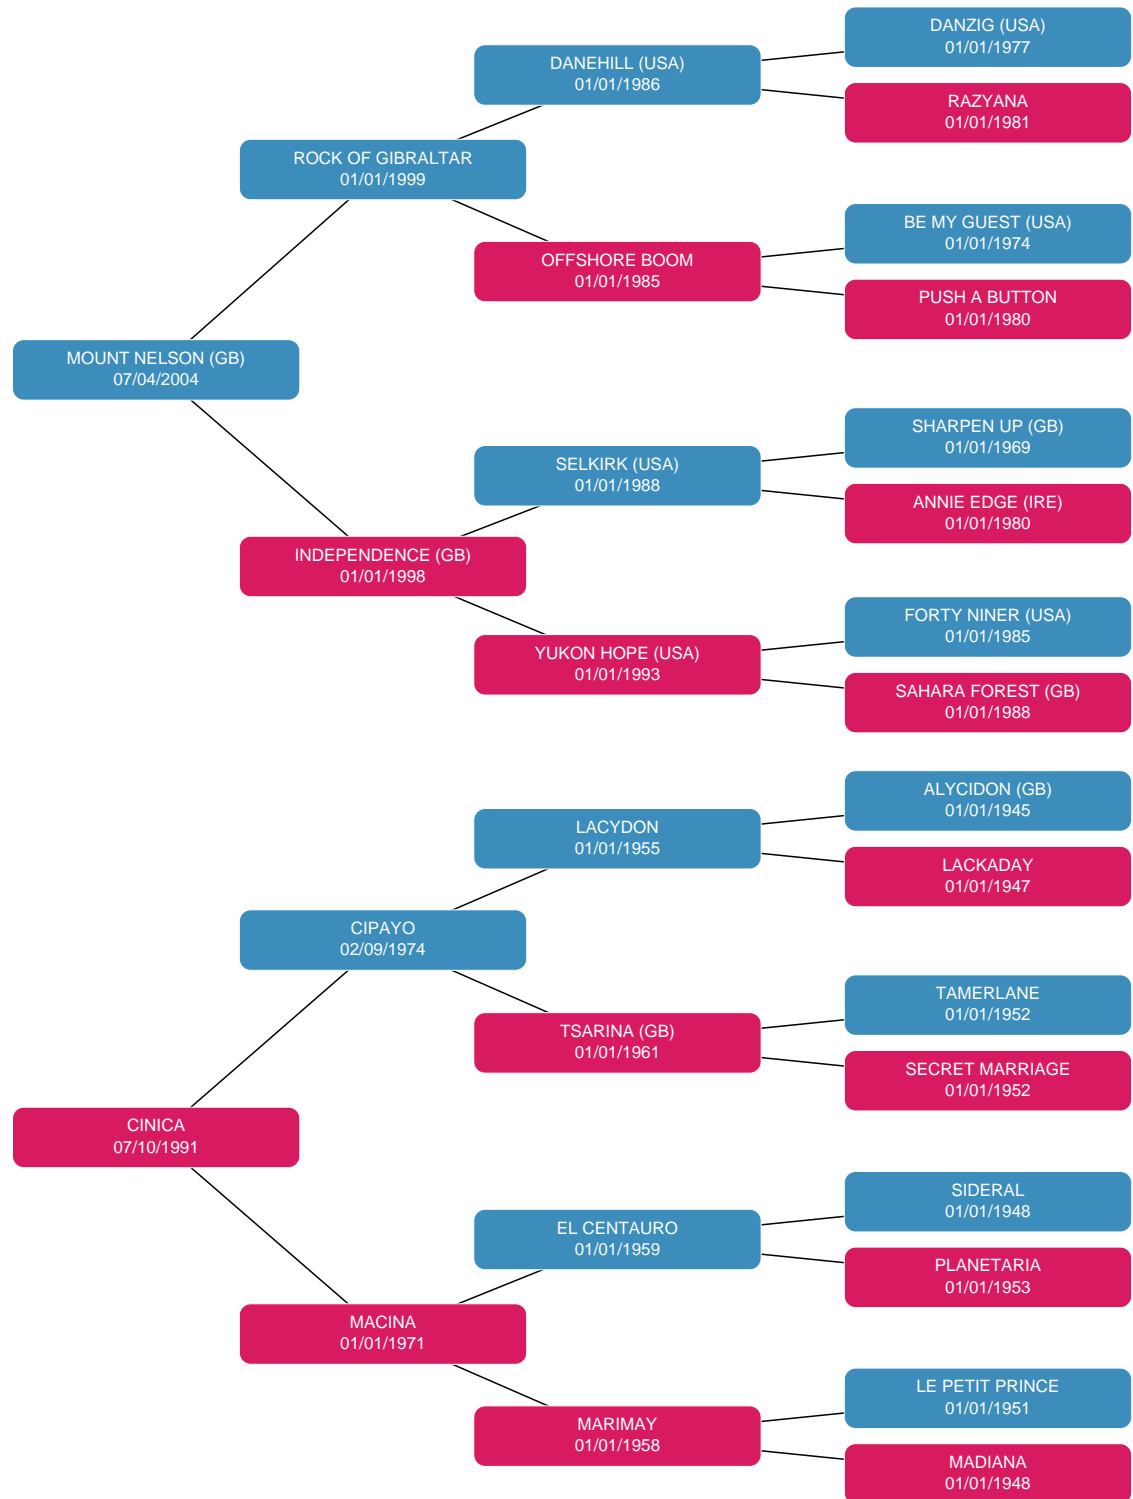 DANZIG (USA)
01/01/1977
DANEHILL (USA)
01/01/1986
RAZYANA
01/01/1981
ROCK OF GIBRALTAR
01/01/1999
BE MY GUEST (USA)
01/01/1974
OFFSHORE BOOM
01/01/1985
PUSH A BUTTON
01/01/1980
MOUNT NELSON (GB)
07/04/2004
SHARPEN UP (GB)
01/01/1969
SELKIRK (USA)
01/01/1988
ANNIE EDGE (IRE)
01/01/1980
INDEPENDENCE (GB)
01/01/1998
FORTY NINER (USA)
01/01/1985
YUKON HOPE (USA)
01/01/1993
SAHARA FOREST (GB)
01/01/1988
ALYCIDON (GB)
01/01/1945
LACYDON
01/01/1955
LACKADAY
01/01/1947
CIPAYO
02/09/1974
TAMERLANE
01/01/1952
TSARINA (GB)
01/01/1961
SECRET MARRIAGE
01/01/1952
CINICA
07/10/1991
SIDERAL
01/01/1948
EL CENTAURO
01/01/1959
PLANETARIA
01/01/1953
MACINA
01/01/1971
LE PETIT PRINCE
01/01/1951
MARIMAY
01/01/1958
MADIANA
01/01/1948